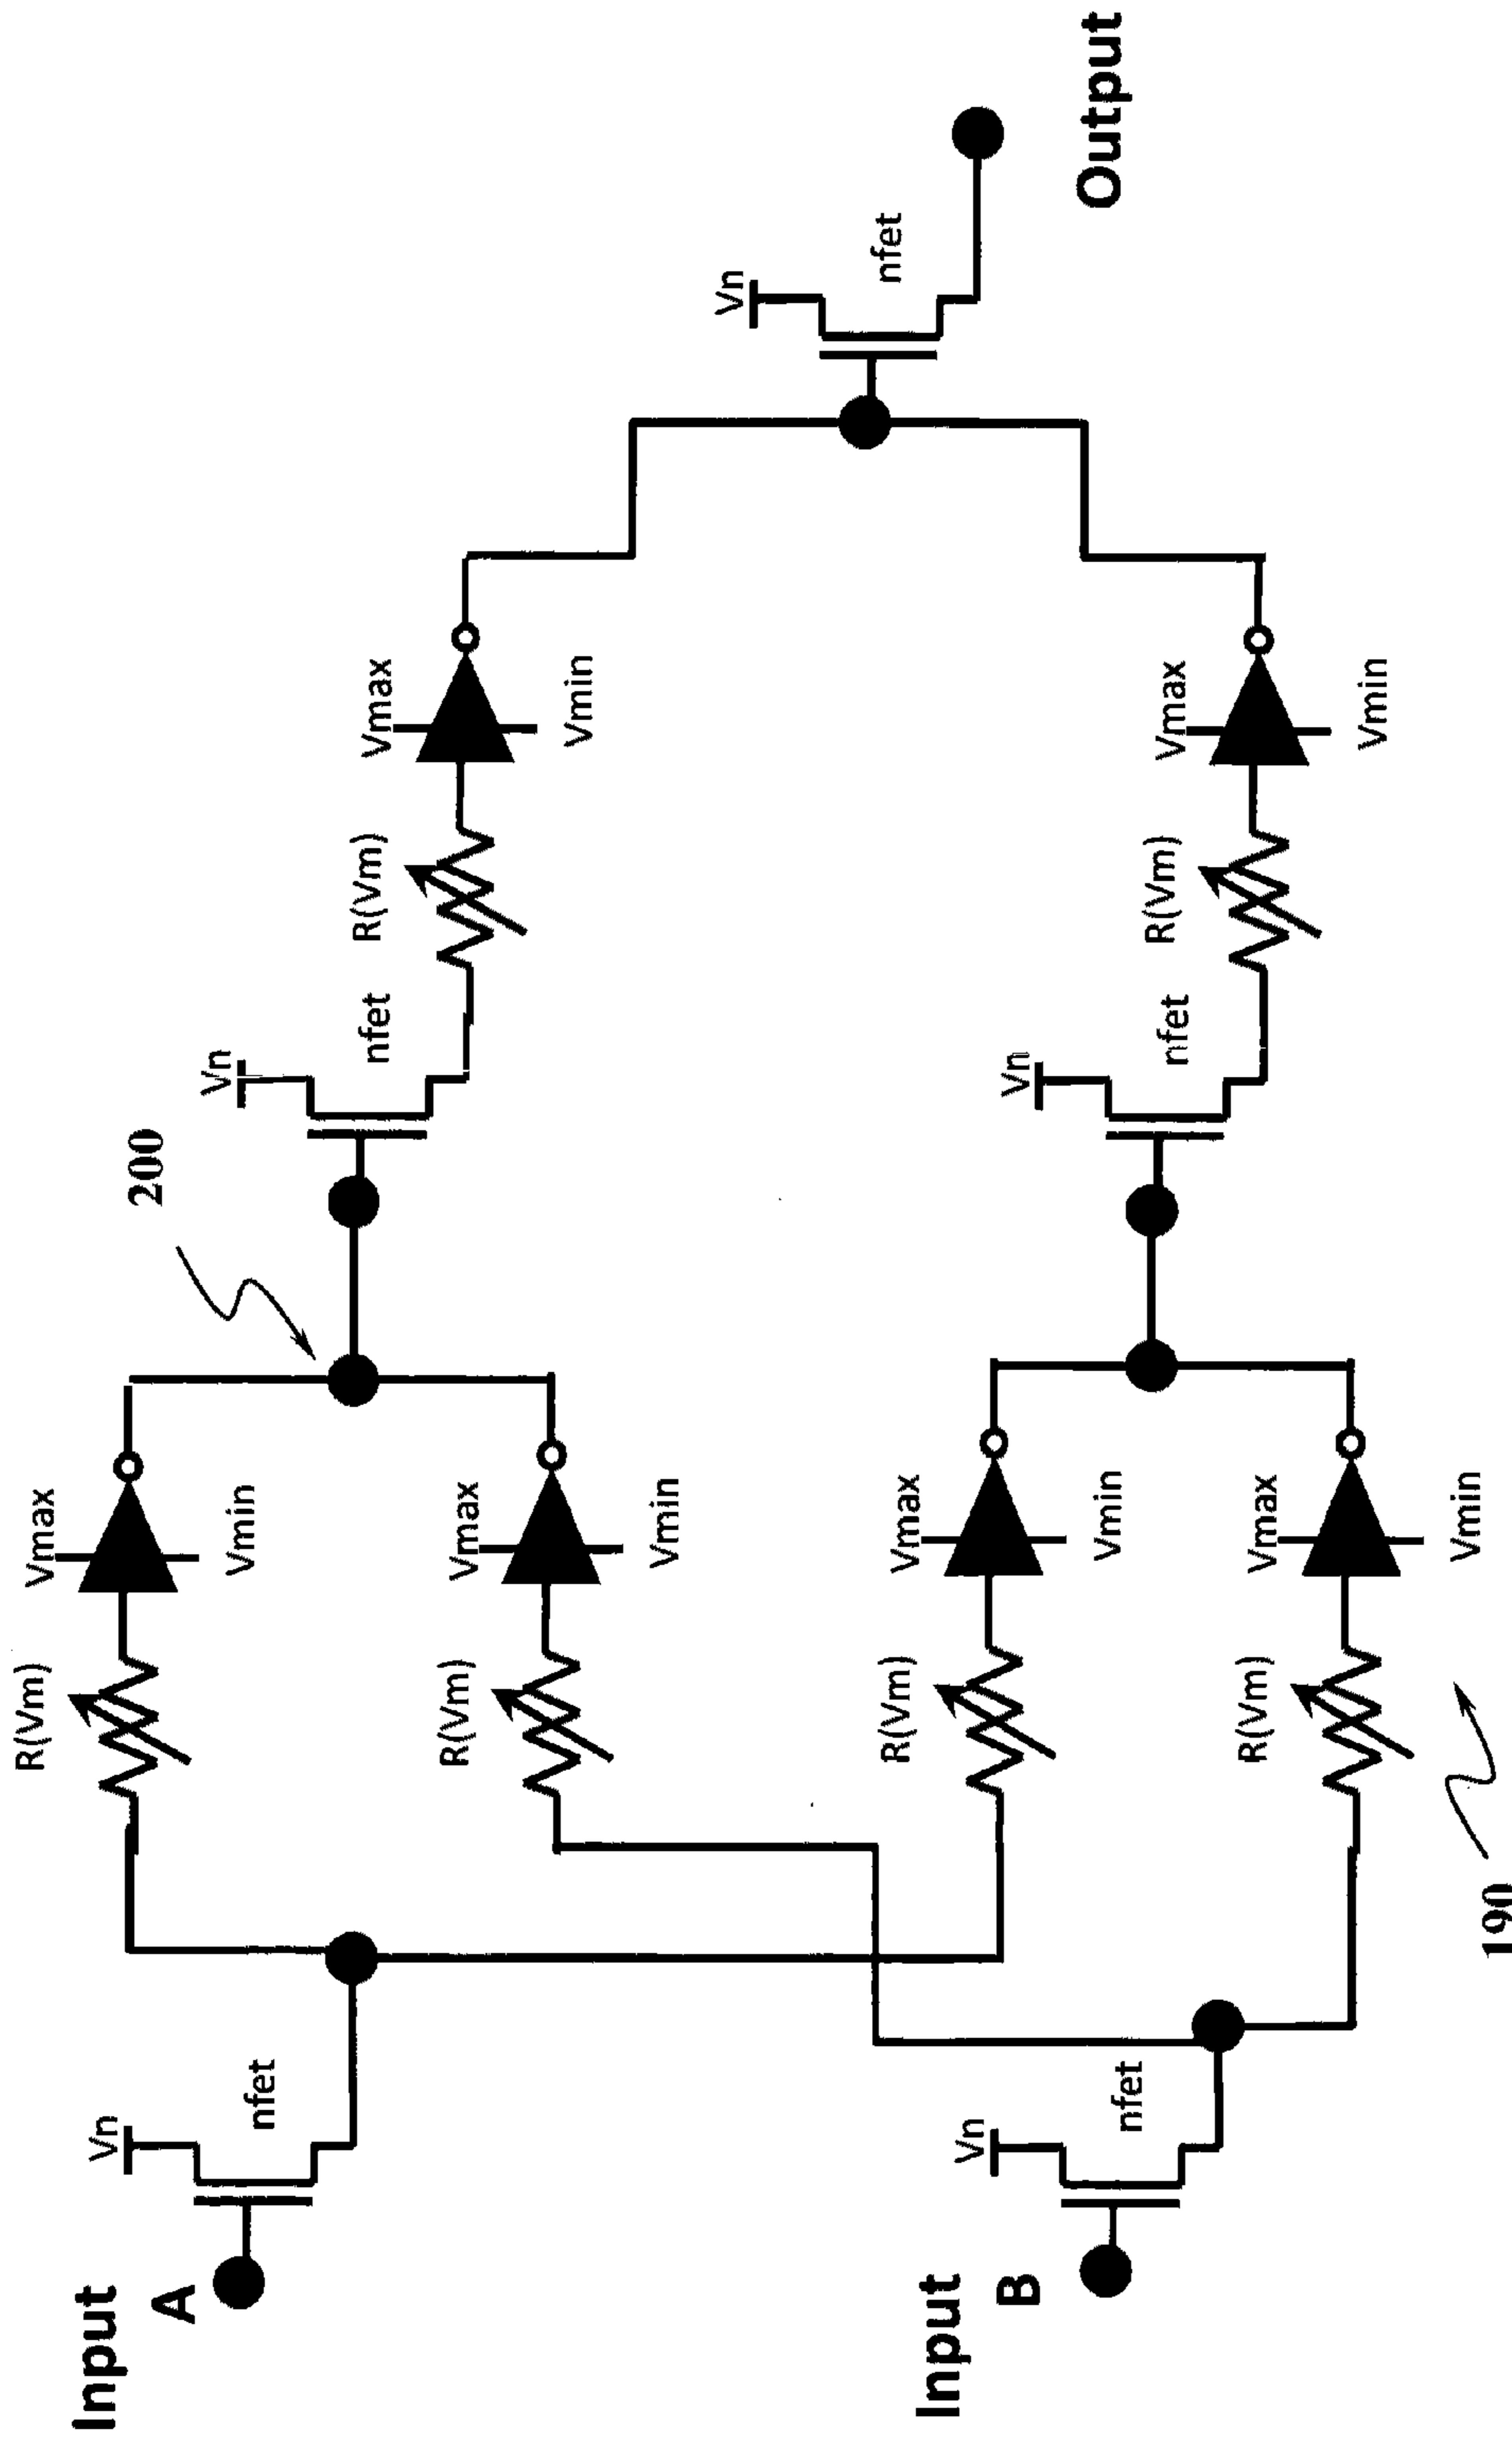 R(Vm)
Vmax
Input
Vn
200
A
Vn
Vmin
nfet
nfet
R(Vm)
Vmax
R(Vm)
Vmax
Vmin
Vmin
Vn
nfet
R(Vm)
Vmax
Input
Vn
Vn
B
Output
Vmin
nfet
nfet
R(Vm)
Vmax
R(Vm)
Vmax
Vmin
Vmin
190